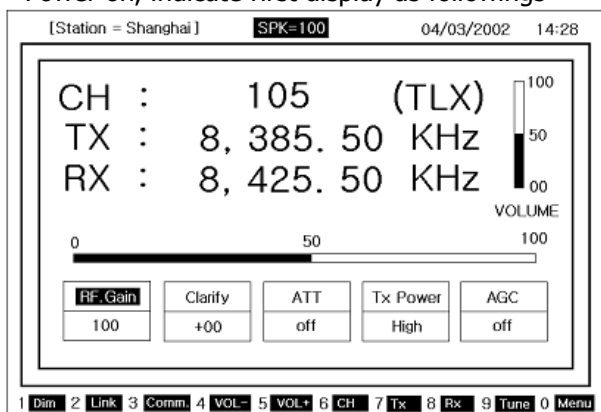 Power on, indicate first display as followings
[Station = Shanghai] SPK=100 04/03/2002 14:28
CH : 105 (TLX)
TX : 8, 385. 50 KHz
RX : 8, 425. 50 KHz
100
50
00
VOLUME
0 50 100
RF.Gain Clarify ATT Tx Power AGC
100 +00 off High off
1 Dim 2 Link 3 Comm. 4 VOL- 5 VOL+ 6 CH 7 Tx 8 Rx 9 Tune 0 Menu